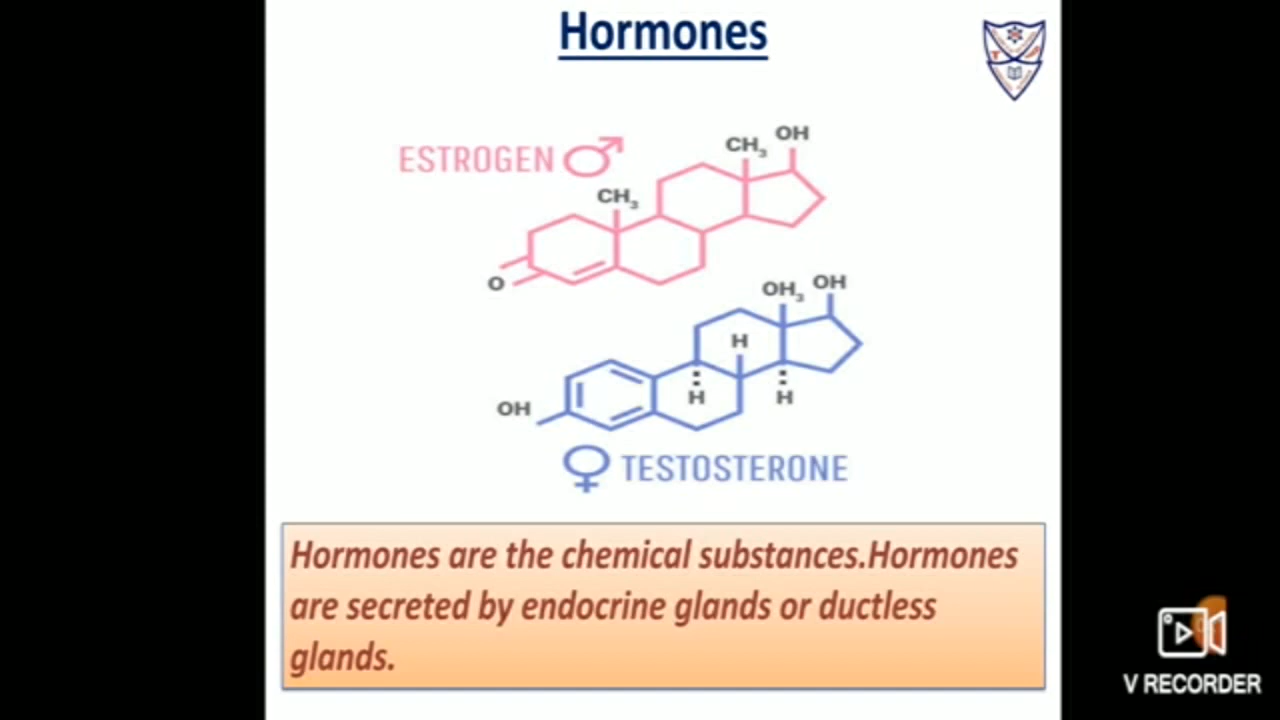 Hormones
ESTROGEN
CH₃
CH₃
OH
O
OH₃
OH
H
H
H
OH
TESTOSTERONE
Hormones are the chemical substances.Hormones
are secreted by endocrine glands or ductless
glands.
V RECORDER